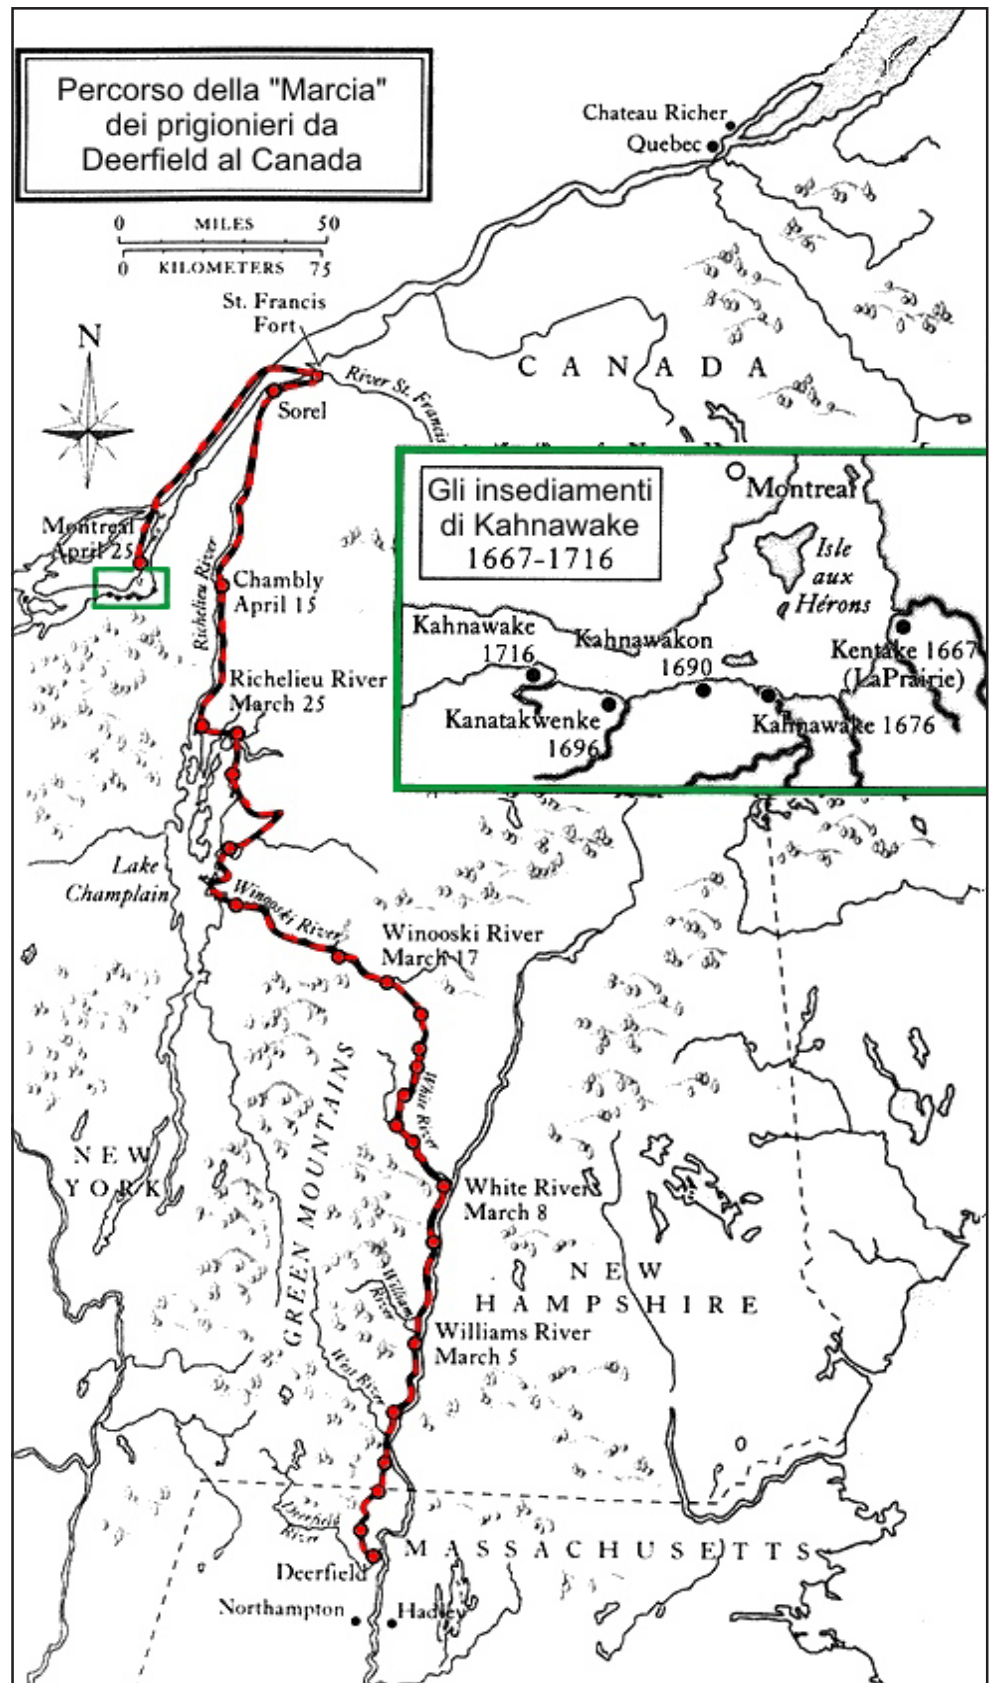 Percorso della "Marcia"
dei prigionieri da
Deerfield al Canada
0 MILES 50
0 KILOMETERS 75
Chateau Richer
Quebec
St. Francis
Fort
N
CANADA
River St. Francis
Sorel
Montreal
April 25
Richelieu River
Chambly
April 15
Richelieu River
March 25
Gli insediamenti
di Kahnawake
1667-1716
Montreal
Isle
aux
Hérons
Kahnawake
1716
Kahnawakon
1690
Kentake 1667
(LaPrairie)
Kanatakwenke
1696
Kahnawake 1676
Lake
Champlain
Winooski River
Winooski River
March 17
GREEN MOUNTAINS
White River
NEW
YORK
White River
March 8
NEW
HAMPSHIRE
Williams
River
Williams River
March 5
West River
Deerfield
River
MASSACHUSETTS
Deerfield
Northampton
Hadley